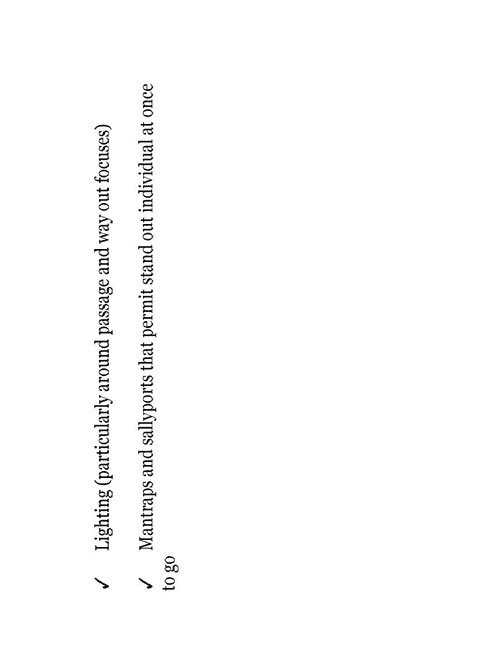 ✓ Lighting (particularly around passage and way out focuses)
✓ Mantraps and sallyports that permit stand out individual at once
to go